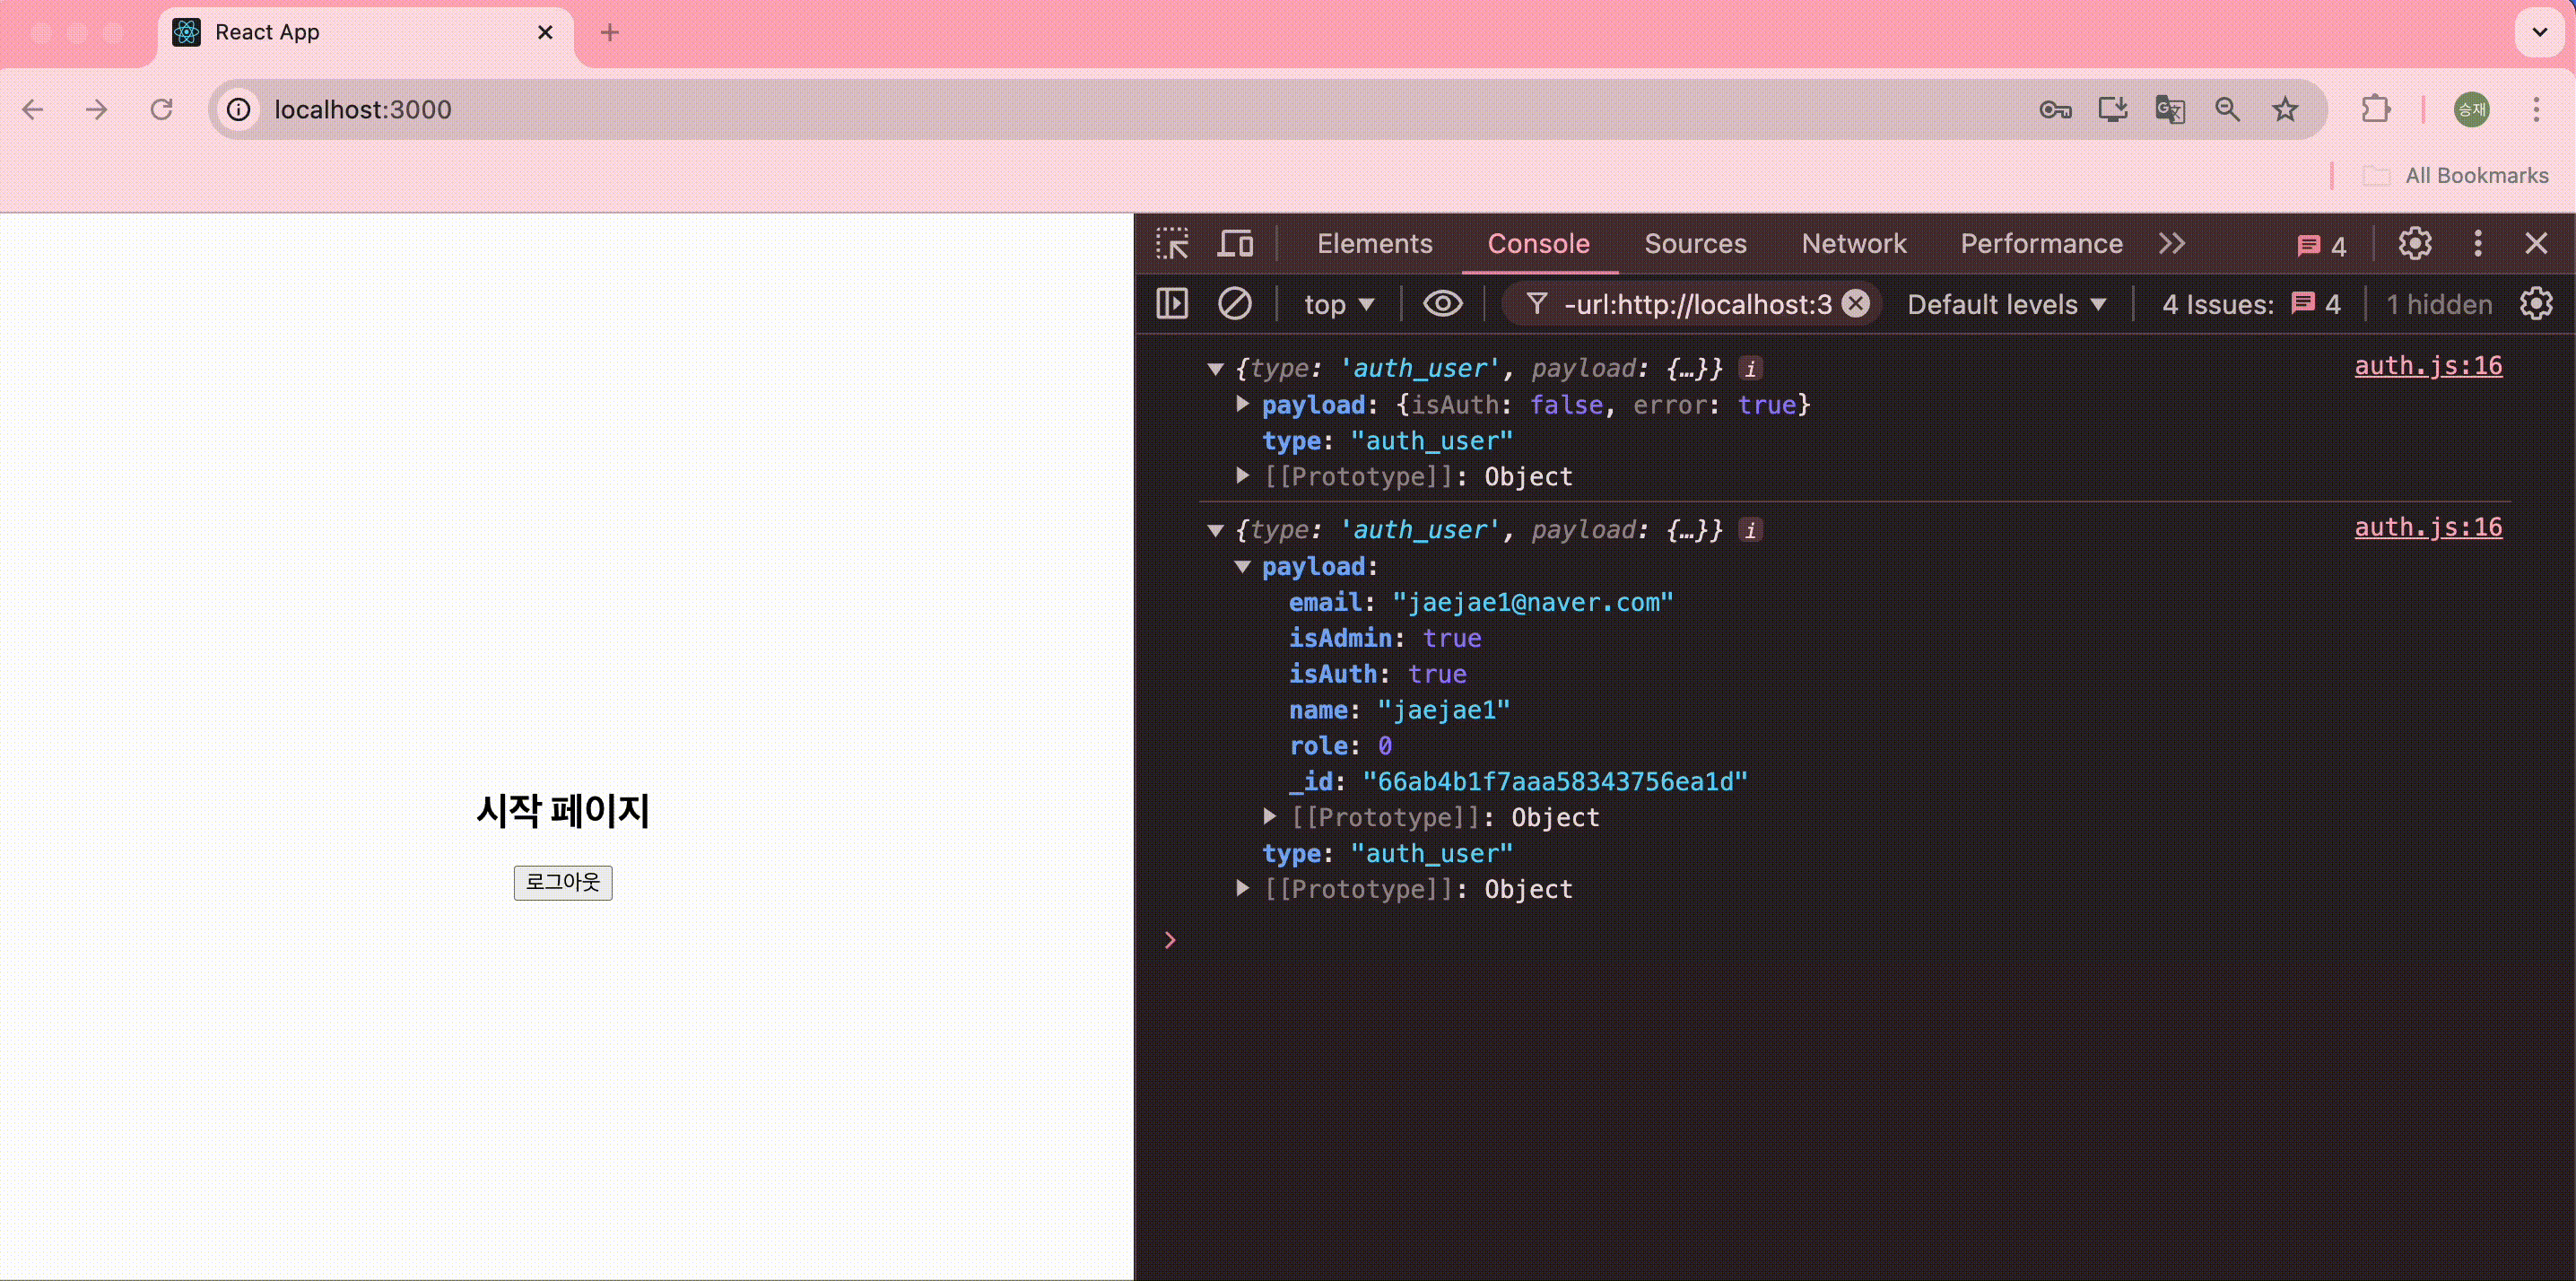 React App
localhost:3000
승재
All Bookmarks
Elements Console Sources Network Performance 4
top -url:http://localhost:3 Default levels 4 Issues: 4 1 hidden
{type: 'auth_user', payload: {…}} i auth.js:16
payload: {isAuth: false, error: true}
type: "auth_user"
[[Prototype]]: Object
{type: 'auth_user', payload: {…}} i auth.js:16
payload:
email: "jaejae1@naver.com"
isAdmin: true
isAuth: true
name: "jaejae1"
role: 0
_id: "66ab4b1f7aaa58343756ea1d"
[[Prototype]]: Object
type: "auth_user"
[[Prototype]]: Object
시작 페이지
로그아웃